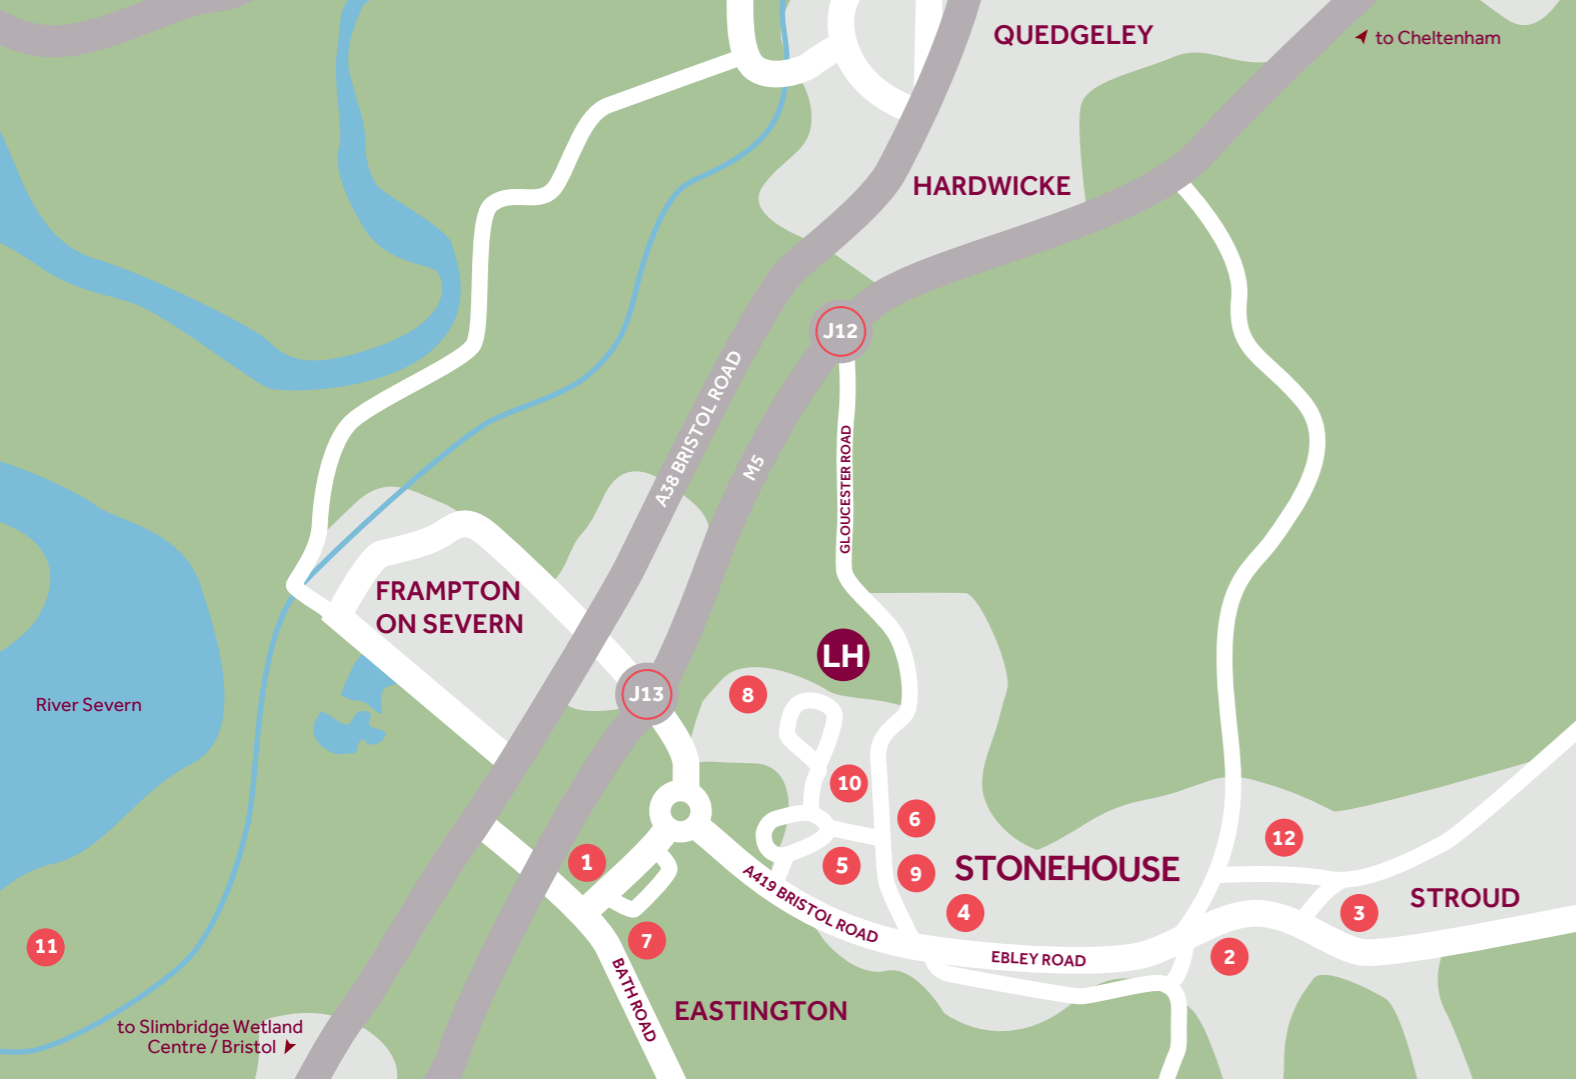 QUEDGELEY
to Cheltenham
HARDWICKE
J12
A38 BRISTOL ROAD
M5
GLOUCESTER ROAD
FRAMPTON
ON SEVERN
LH
River Severn
J13
8
10
6
12
1
5
9
STONEHOUSE
A419 BRISTOL ROAD
4
3
STROUD
11
7
EBLEY ROAD
2
BATH ROAD
EASTINGTON
to Slimbridge Wetland
Centre / Bristol